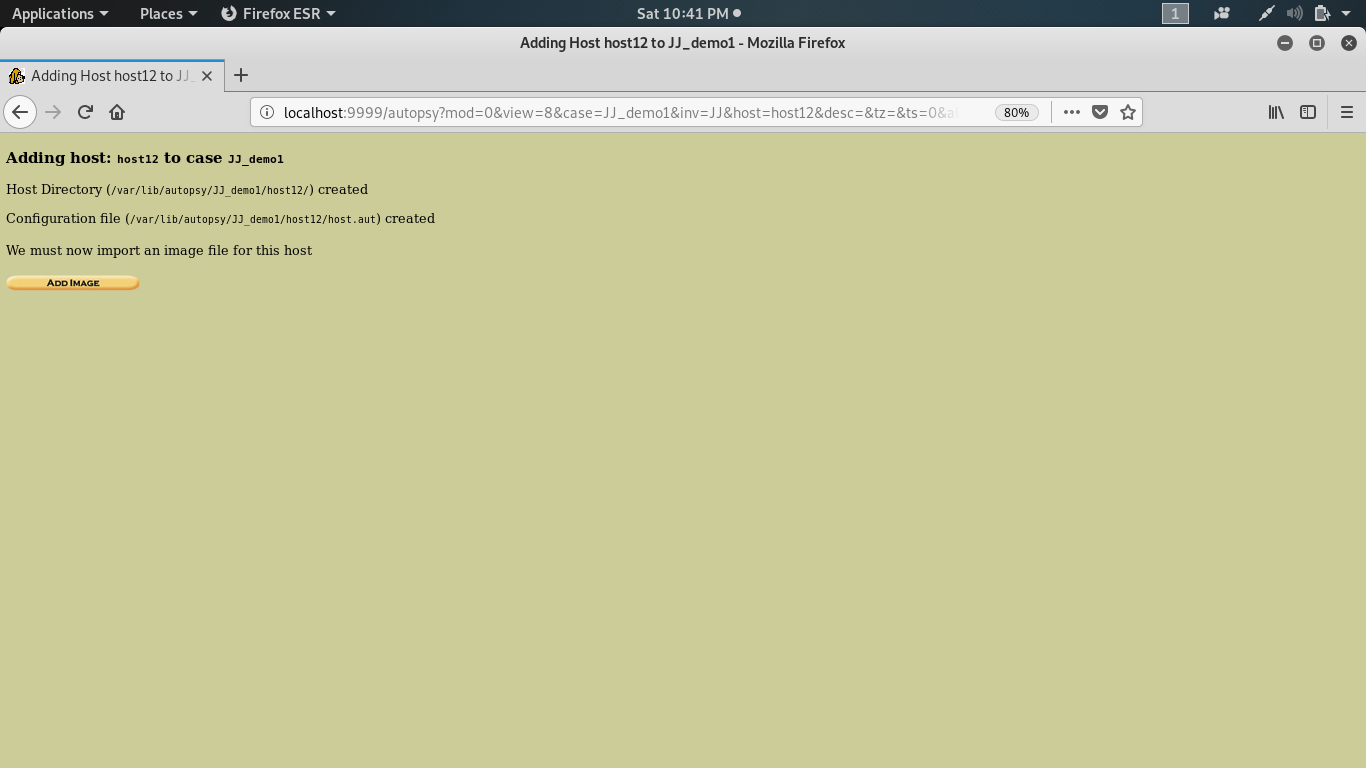 Applications Places Firefox ESR Sat 10:41 PM 1
Adding Host host12 to JJ_demo1 - Mozilla Firefox
Adding Host host12 to JJ_
localhost:9999/autopsy?mod=0&view=8&case=JJ_demo1&inv=JJ&host=host12&desc=&tz=&ts=0& 80%
Adding host: host12 to case JJ_demo1
Host Directory (/var/lib/autopsy/JJ_demo1/host12/) created
Configuration file (/var/lib/autopsy/JJ_demo1/host12/host.aut) created
We must now import an image file for this host
ADD IMAGE